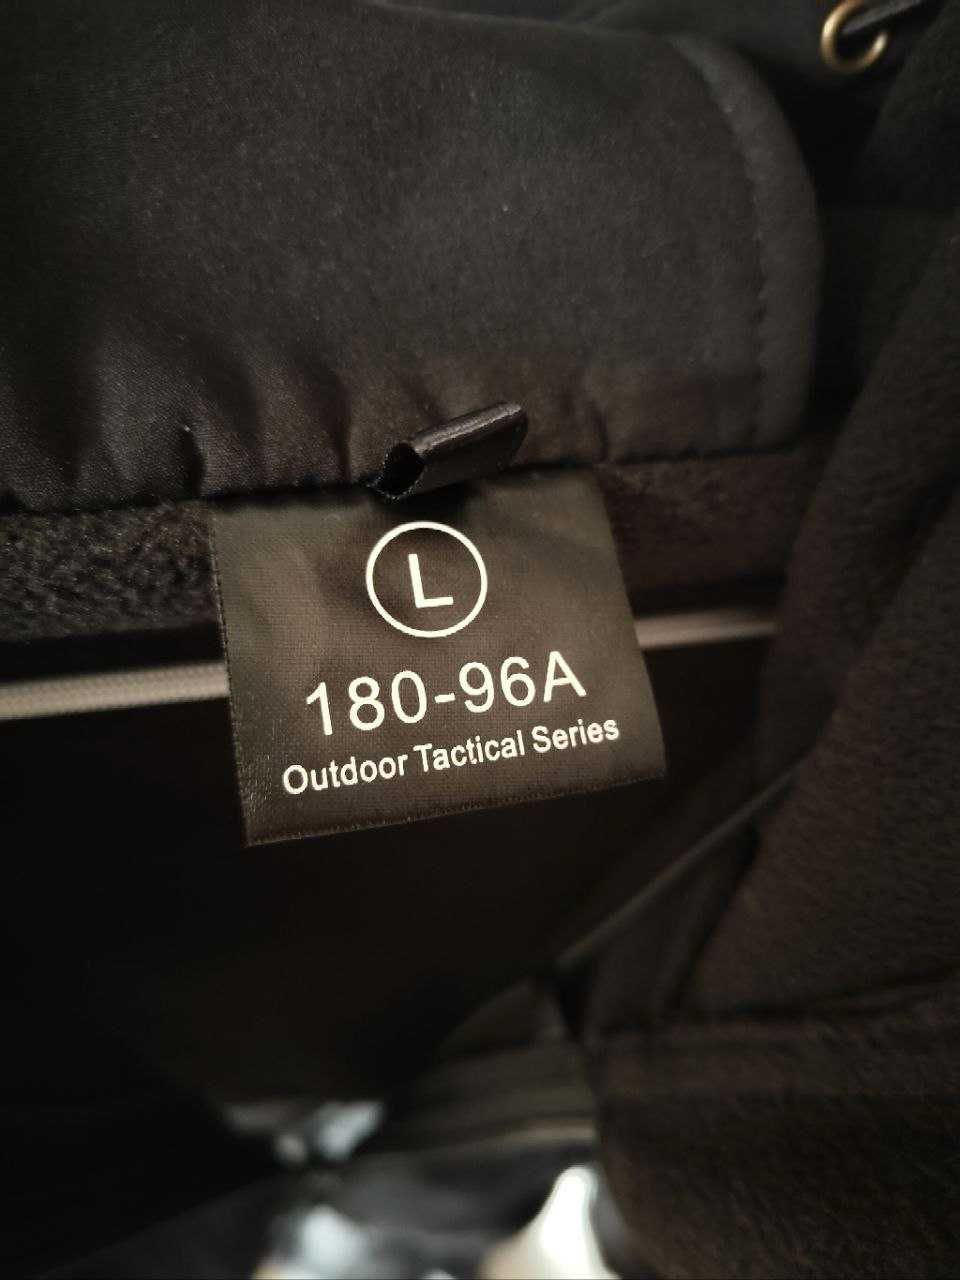 L
180-96A
Outdoor Tactical Series